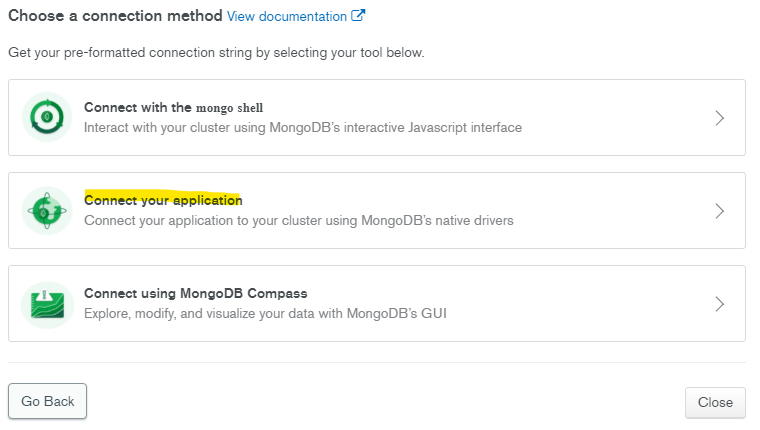 Choose a connection method View documentation
Get your pre-formatted connection string by selecting your tool below.
Connect with the mongo shell
Interact with your cluster using MongoDB's interactive Javascript interface
Connect your application
Connect your application to your cluster using MongoDB's native drivers
Connect using MongoDB Compass
Explore, modify, and visualize your data with MongoDB's GUI
Go Back
Close